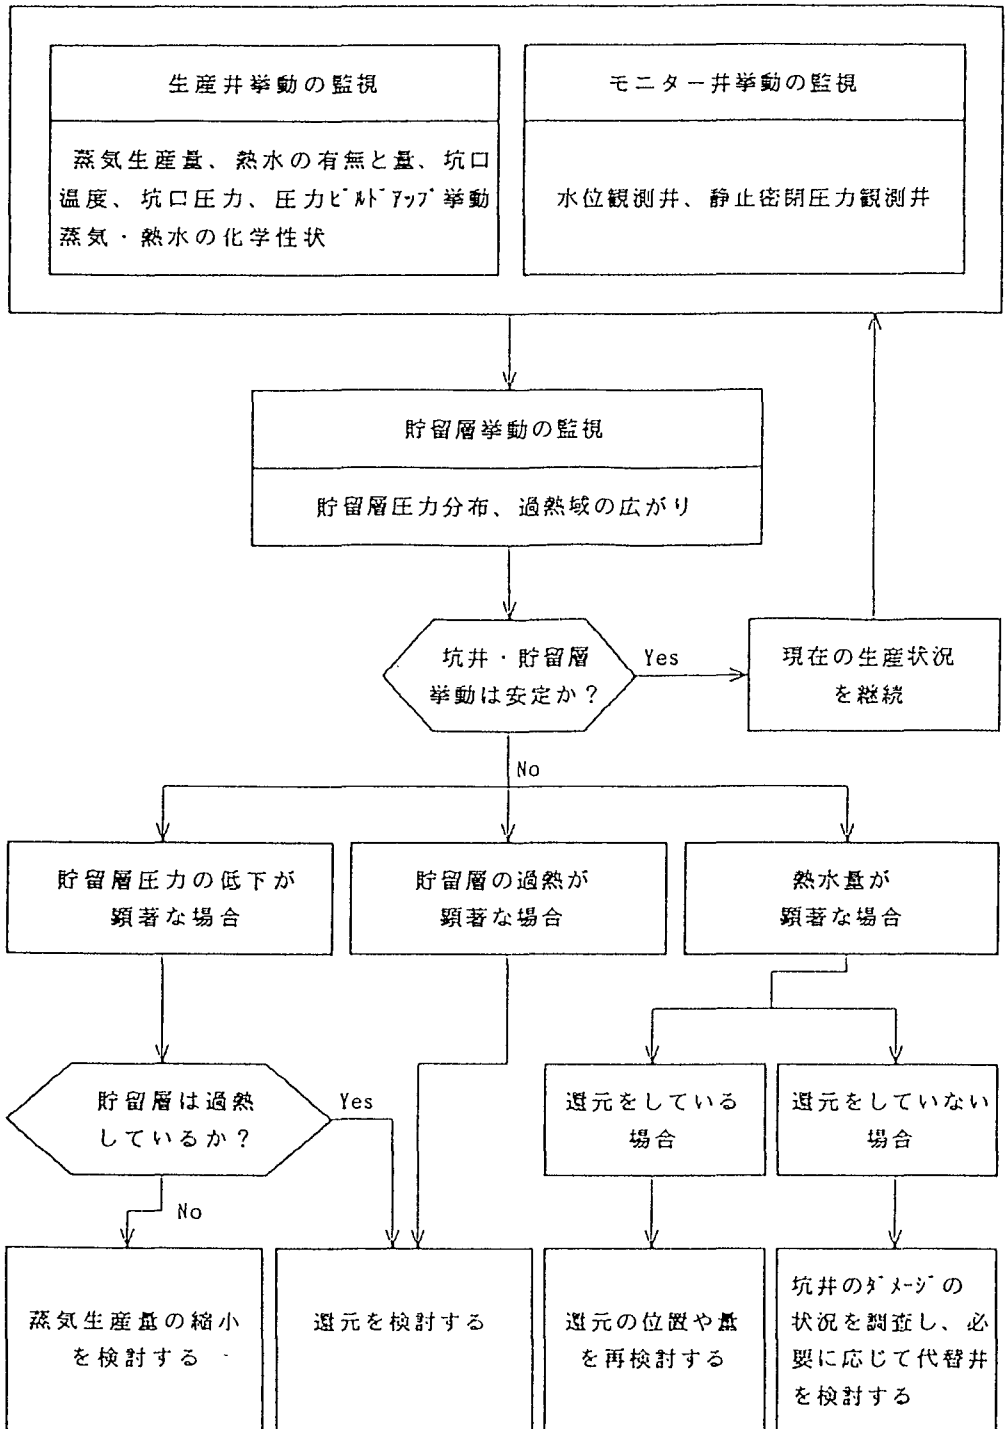 生産井挙動の監視
蒸気生産量、熱水の有無と量、坑口
温度、坑口圧力、圧力ﾋﾞﾙﾄﾞｱｯﾌﾟ挙動
蒸気・熱水の化学性状
モニター井挙動の監視
水位観測井、静止密閉圧力観測井
貯留層挙動の監視
貯留層圧力分布、過熱域の広がり
坑井・貯留層
挙動は安定か？
Yes
現在の生産状況
を継続
No
貯留層圧力の低下が
顕著な場合
貯留層の過熱が
顕著な場合
熱水量が
顕著な場合
貯留層は過熱
しているか？
Yes
No
還元をしている
場合
還元をしていない
場合
蒸気生産量の縮小
を検討する
還元を検討する
還元の位置や量
を再検討する
坑井のﾀﾞﾒｰｼﾞの
状況を調査し、必
要に応じて代替井
を検討する